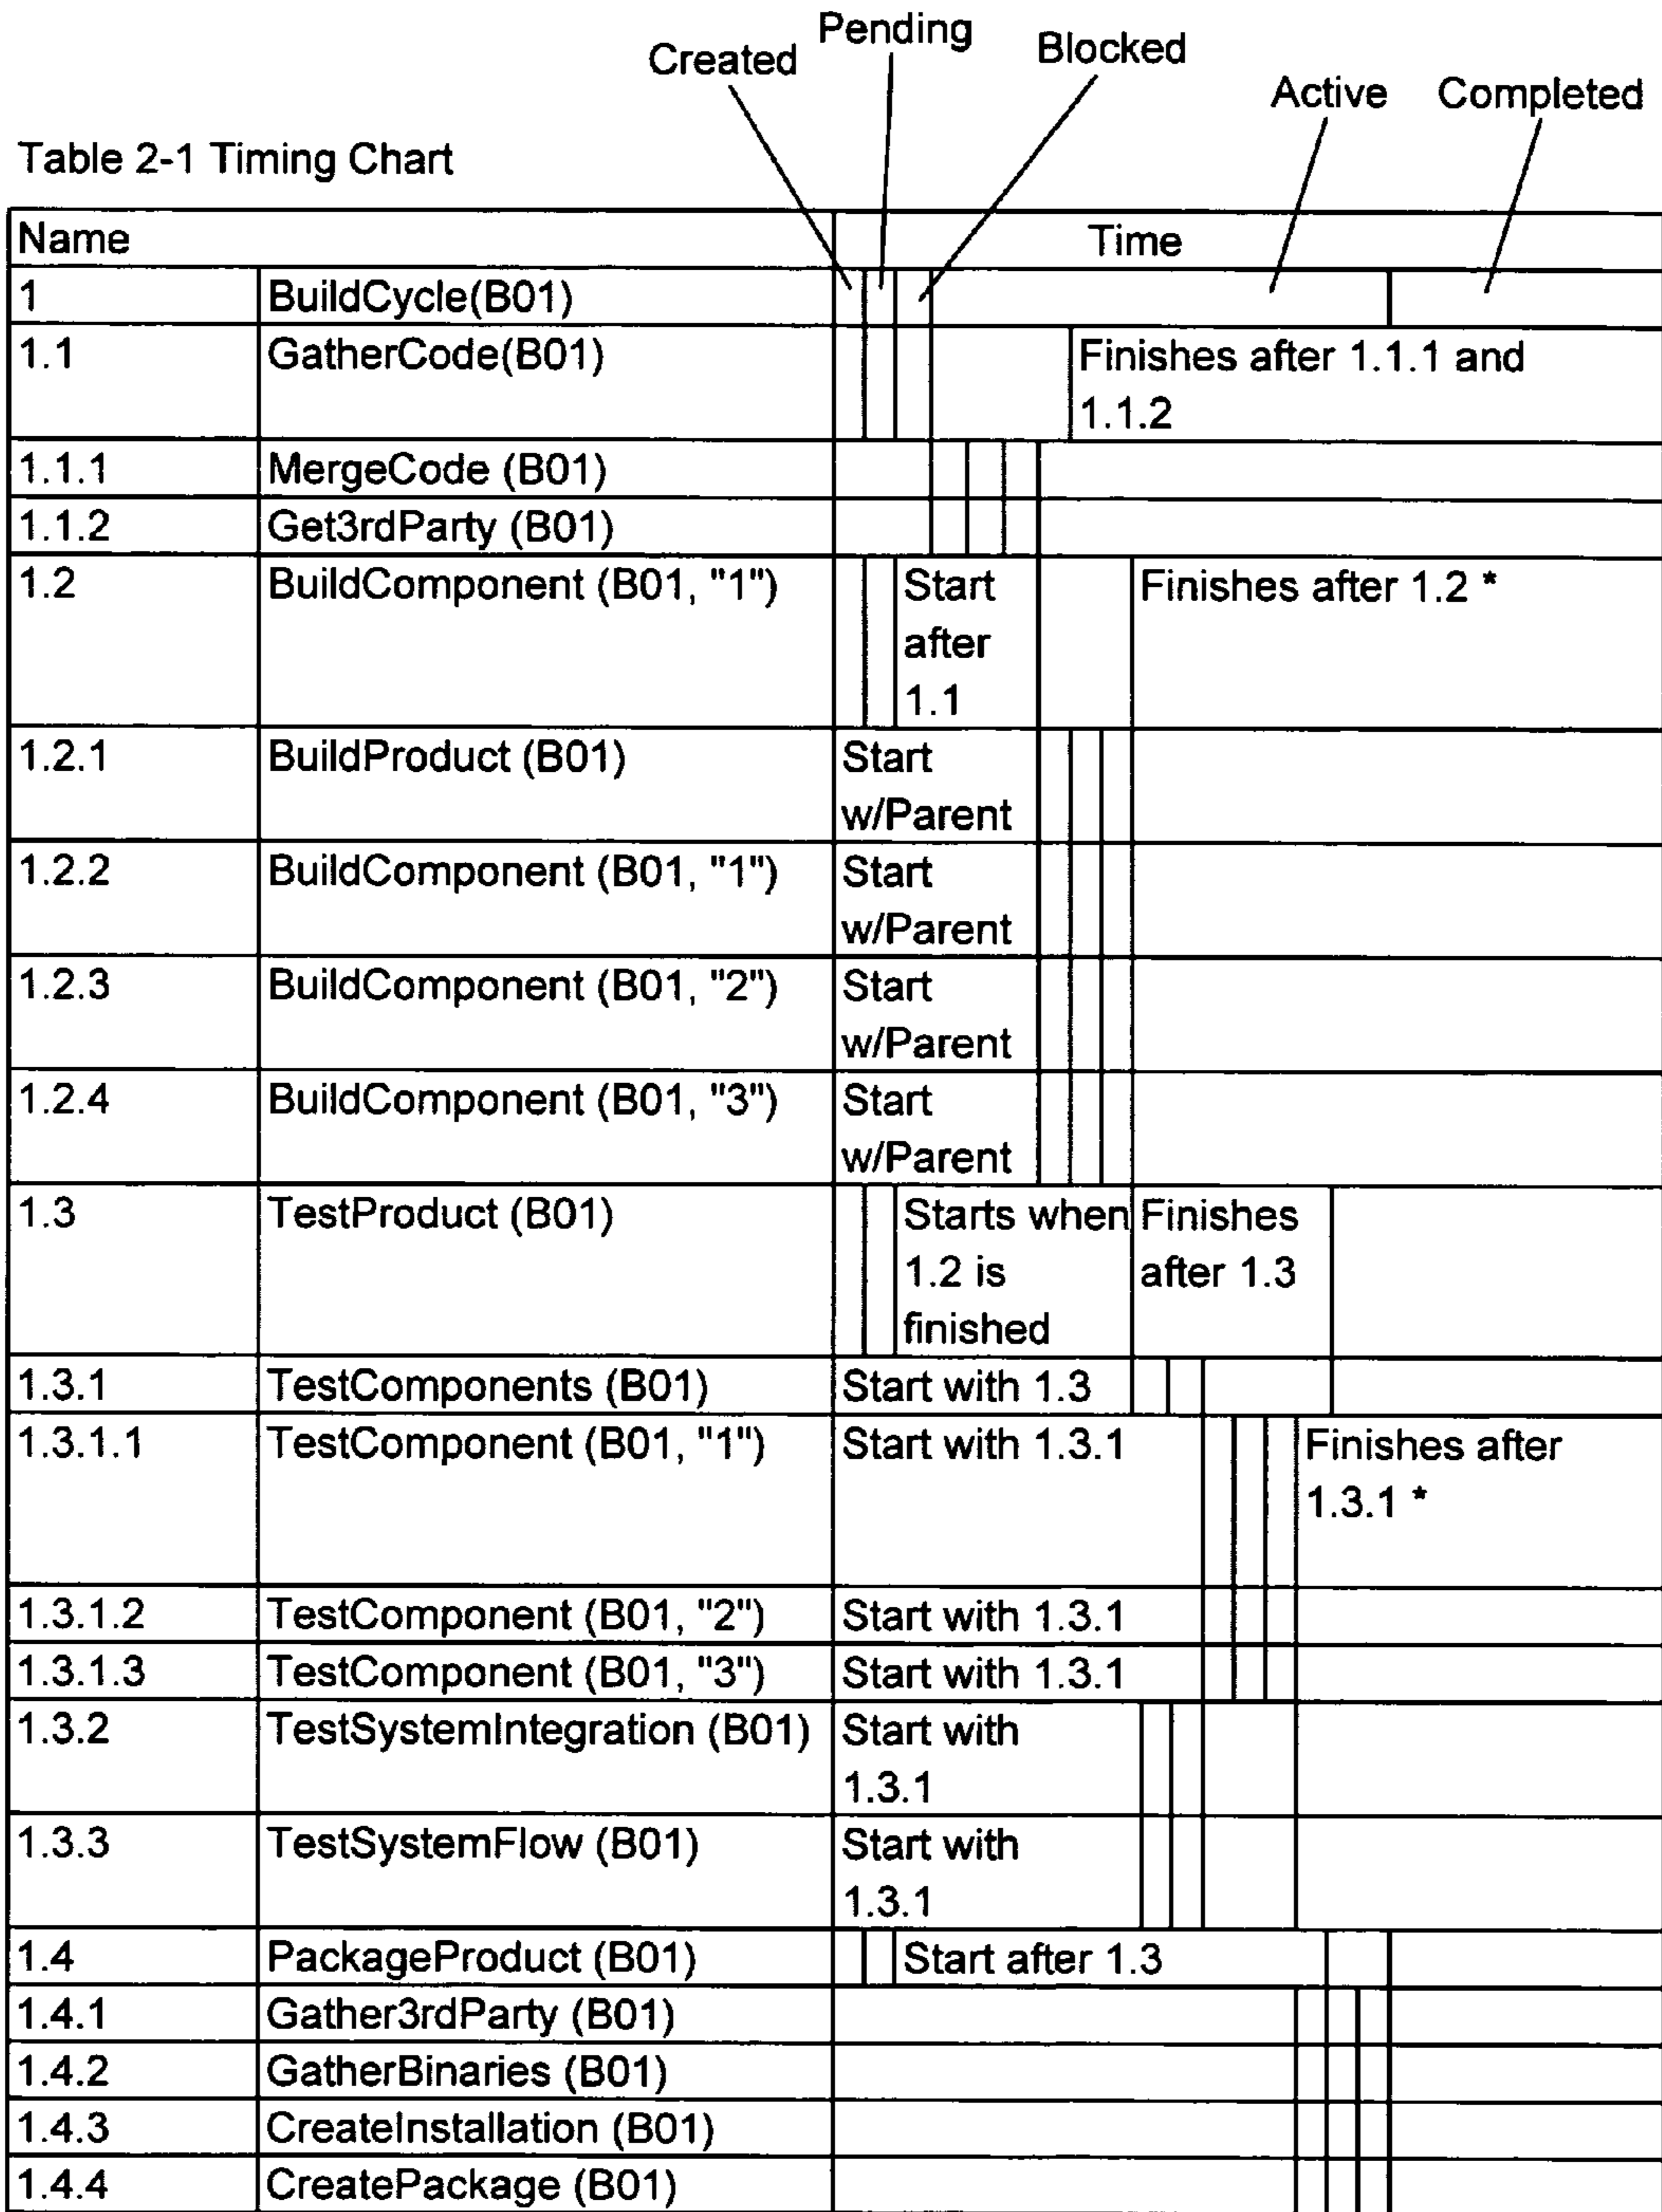 Pending
Created
Blocked
Active Completed
Table 2-1 Timing Chart
Name Time
1 BuildCycle(B01)
1.1 GatherCode(B01) Finishes after 1.1.1 and
1.1.2
1.1.1 MergeCode (B01)
1.1.2 Get3rdParty (B01)
1.2 BuildComponent (B01, "1") Start Finishes after 1.2 *
after
1.1
1.2.1 BuildProduct (B01) Start
w/Parent
1.2.2 BuildComponent (B01, "1") Start
w/Parent
1.2.3 BuildComponent (B01, "2") Start
w/Parent
1.2.4 BuildComponent (B01, "3") Start
w/Parent
1.3 TestProduct (B01) Starts when Finishes
1.2 is after 1.3
finished
1.3.1 TestComponents (B01) Start with 1.3
1.3.1.1 TestComponent (B01, "1") Start with 1.3.1 Finishes after
1.3.1 *
1.3.1.2 TestComponent (B01, "2") Start with 1.3.1
1.3.1.3 TestComponent (B01, "3") Start with 1.3.1
1.3.2 TestSystemIntegration (B01) Start with
1.3.1
1.3.3 TestSystemFlow (B01) Start with
1.3.1
1.4 PackageProduct (B01) Start after 1.3
1.4.1 Gather3rdParty (B01)
1.4.2 GatherBinaries (B01)
1.4.3 CreateInstallation (B01)
1.4.4 CreatePackage (B01)